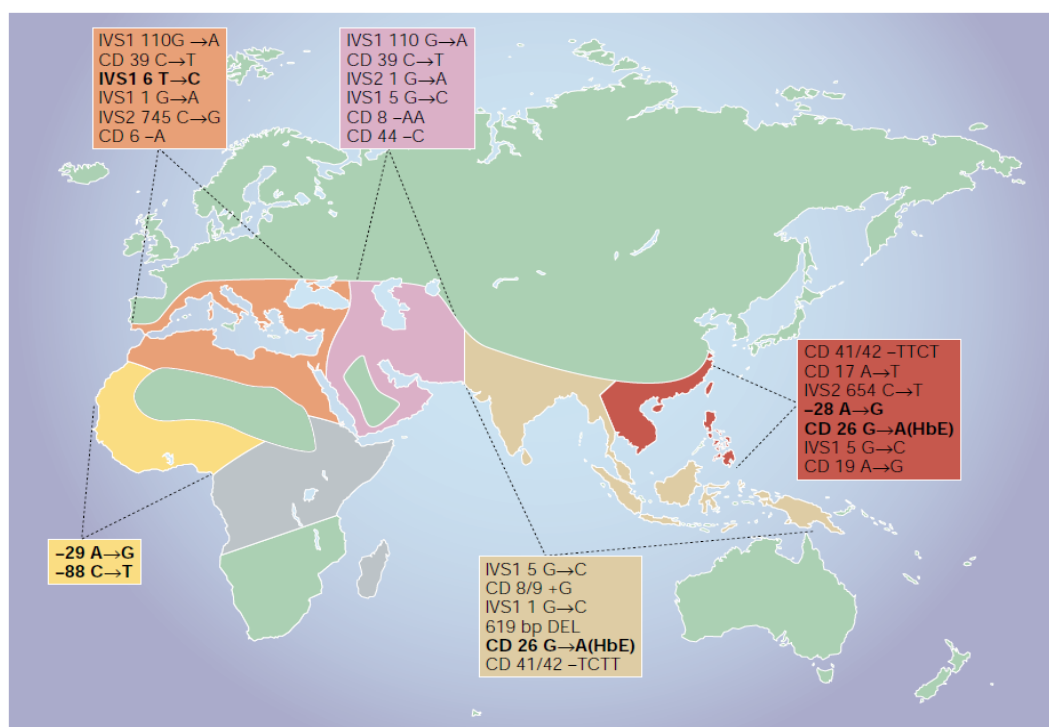 IVS1 110G →A
CD 39 C→T
IVS1 6 T→C
IVS1 1 G→A
IVS2 745 C→G
CD 6 –A
IVS1 110 G→A
CD 39 C→T
IVS2 1 G→A
IVS1 5 G→C
CD 8 –AA
CD 44 –C
CD 41/42 –TTCT
CD 17 A→T
IVS2 654 C→T
–28 A→G
CD 26 G→A(HbE)
IVS1 5 G→C
CD 19 A→G
–29 A→G
–88 C→T
IVS1 5 G→C
CD 8/9 +G
IVS1 1 G→C
619 bp DEL
CD 26 G→A(HbE)
CD 41/42 –TCTT